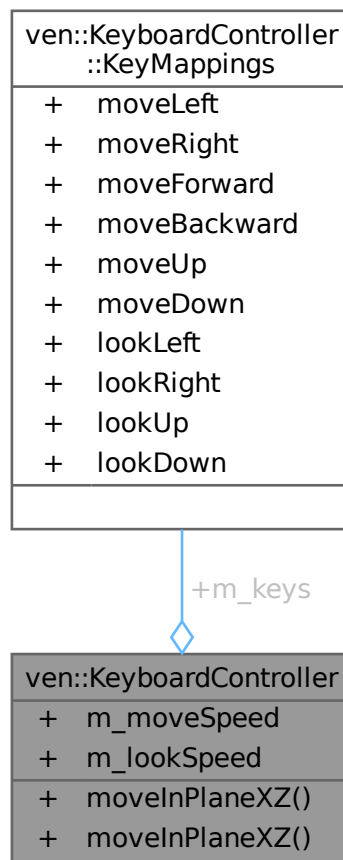 ven::KeyboardController
::KeyMappings
+ moveLeft
+ moveRight
+ moveForward
+ moveBackward
+ moveUp
+ moveDown
+ lookLeft
+ lookRight
+ lookUp
+ lookDown
+m_keys
ven::KeyboardController
+ m_moveSpeed
+ m_lookSpeed
+ moveInPlaneXZ()
+ moveInPlaneXZ()